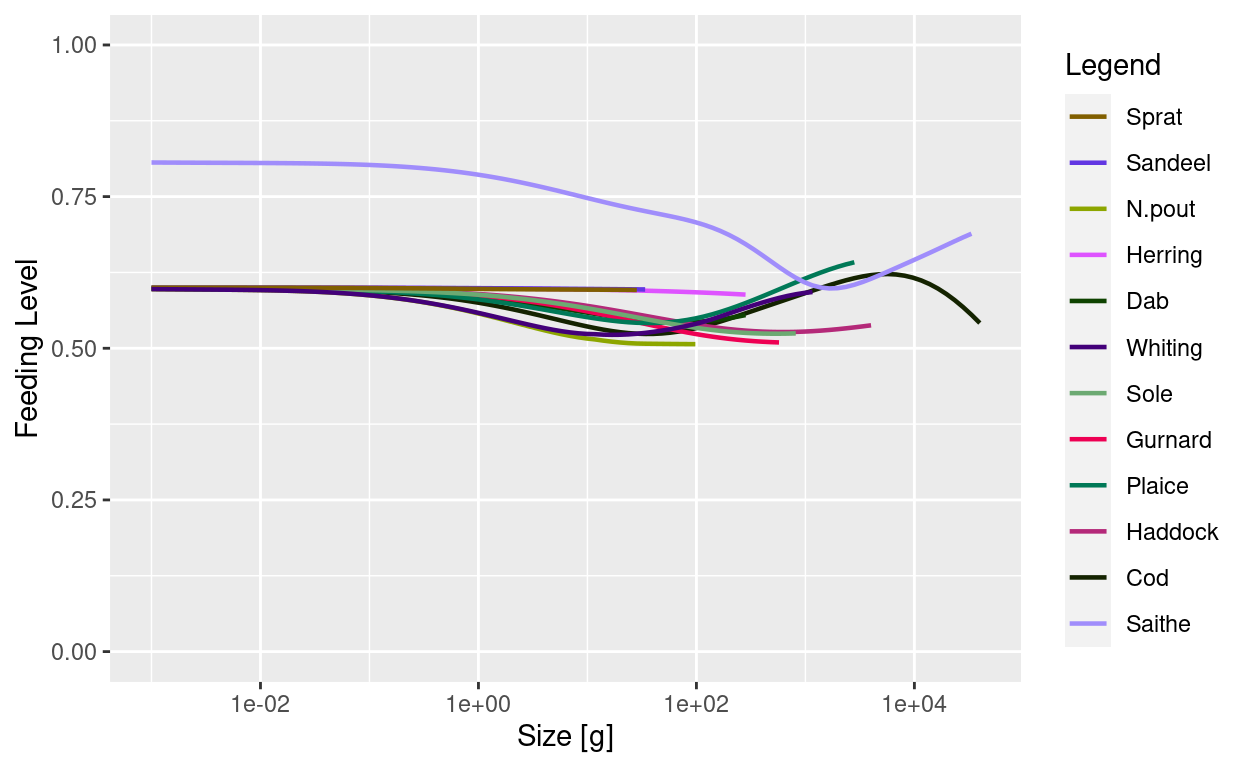 1.00
0.75
0.50
0.25
0.00
Feeding Level
1e-02
1e+00
1e+02
1e+04
Size [g]
Legend
Sprat
Sandeel
N.pout
Herring
Dab
Whiting
Sole
Gurnard
Plaice
Haddock
Cod
Saithe